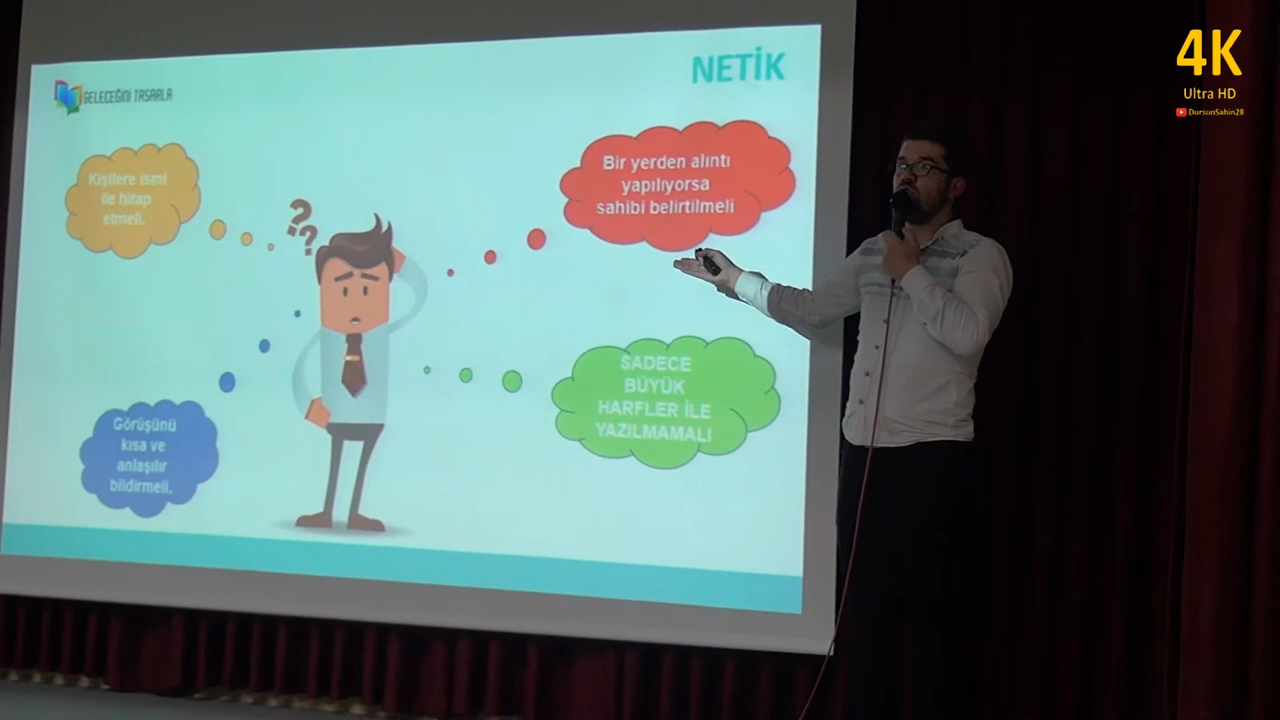 GELECEĞİNİ TASARLA
NETİK
4K
Ultra HD
DursunSahin28
Kişilere ismi
ile hitap
etmeli.
??
?
Bir yerden alıntı
yapılıyorsa
sahibi belirtilmeli
Görüşünü
kısa ve
anlaşılır
bildirmeli.
SADECE
BÜYÜK
HARFLER İLE
YAZILMAMALI